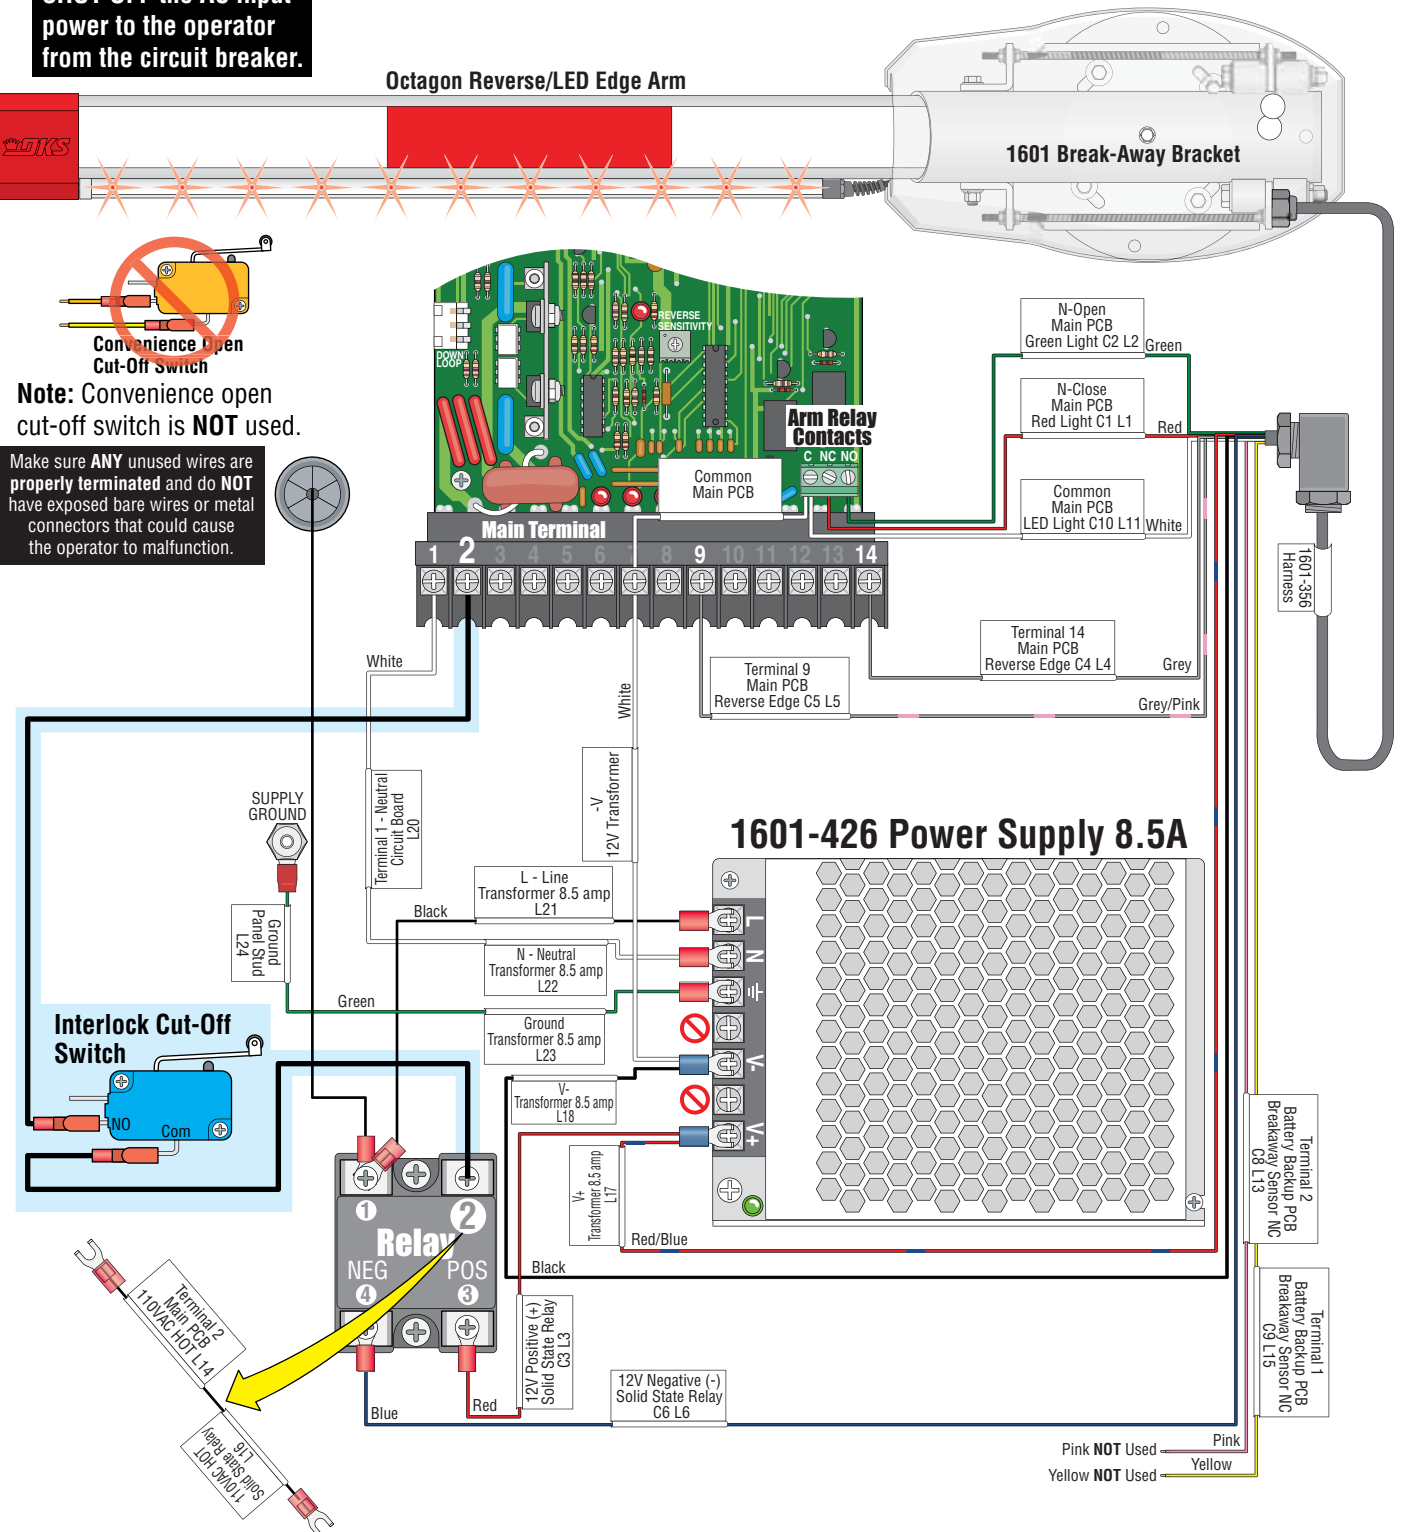 power to the operator
from the circuit breaker.
Octagon Reverse/LED Edge Arm
DKS
1601 Break-Away Bracket
Convenience Open
Cut-Off Switch
Note: Convenience open
cut-off switch is NOT used.
Make sure ANY unused wires are
properly terminated and do NOT
have exposed bare wires or metal
connectors that could cause
the operator to malfunction.
DOWN
LOOP
REVERSE
SENSITIVITY
Arm Relay
Contacts
C NC NO
Common
Main PCB
Main Terminal
1 2 3 4 5 6 7 8 9 10 11 12 13 14
N-Open
Main PCB
Green Light C2 L2
Green
N-Close
Main PCB
Red Light C1 L1
Red
Common
Main PCB
LED Light C10 L11
White
1601-356
Harness
Terminal 14
Main PCB
Reverse Edge C4 L4
Grey
Terminal 9
Main PCB
Reverse Edge C5 L5
Grey/Pink
White
White
Terminal 1 - Neutral
Circuit Board
L20
-V
12V Transformer
SUPPLY
GROUND
Ground
Panel Stud
L24
1601-426 Power Supply 8.5A
L - Line
Transformer 8.5 amp
L21
Black
N - Neutral
Transformer 8.5 amp
L22
Green
Ground
Transformer 8.5 amp
L23
V-
Transformer 8.5 amp
L18
L
N
V-
V+
V+
Transformer 8.5 amp
L17
Red/Blue
Black
Interlock Cut-Off
Switch
NO
Com
1
2
Relay
NEG
POS
4
3
Terminal 2
Main PCB
110VAC HOT L14
110VAC HOT
Solid State Relay
L16
12V Positive (+)
Solid State Relay
C3 L3
Red
Blue
12V Negative (-)
Solid State Relay
C6 L6
Terminal 2
Battery Backup PCB
Breakaway Sensor NC
C8 L13
Terminal 1
Battery Backup PCB
Breakaway Sensor NC
C9 L15
Pink
Pink NOT Used
Yellow
Yellow NOT Used